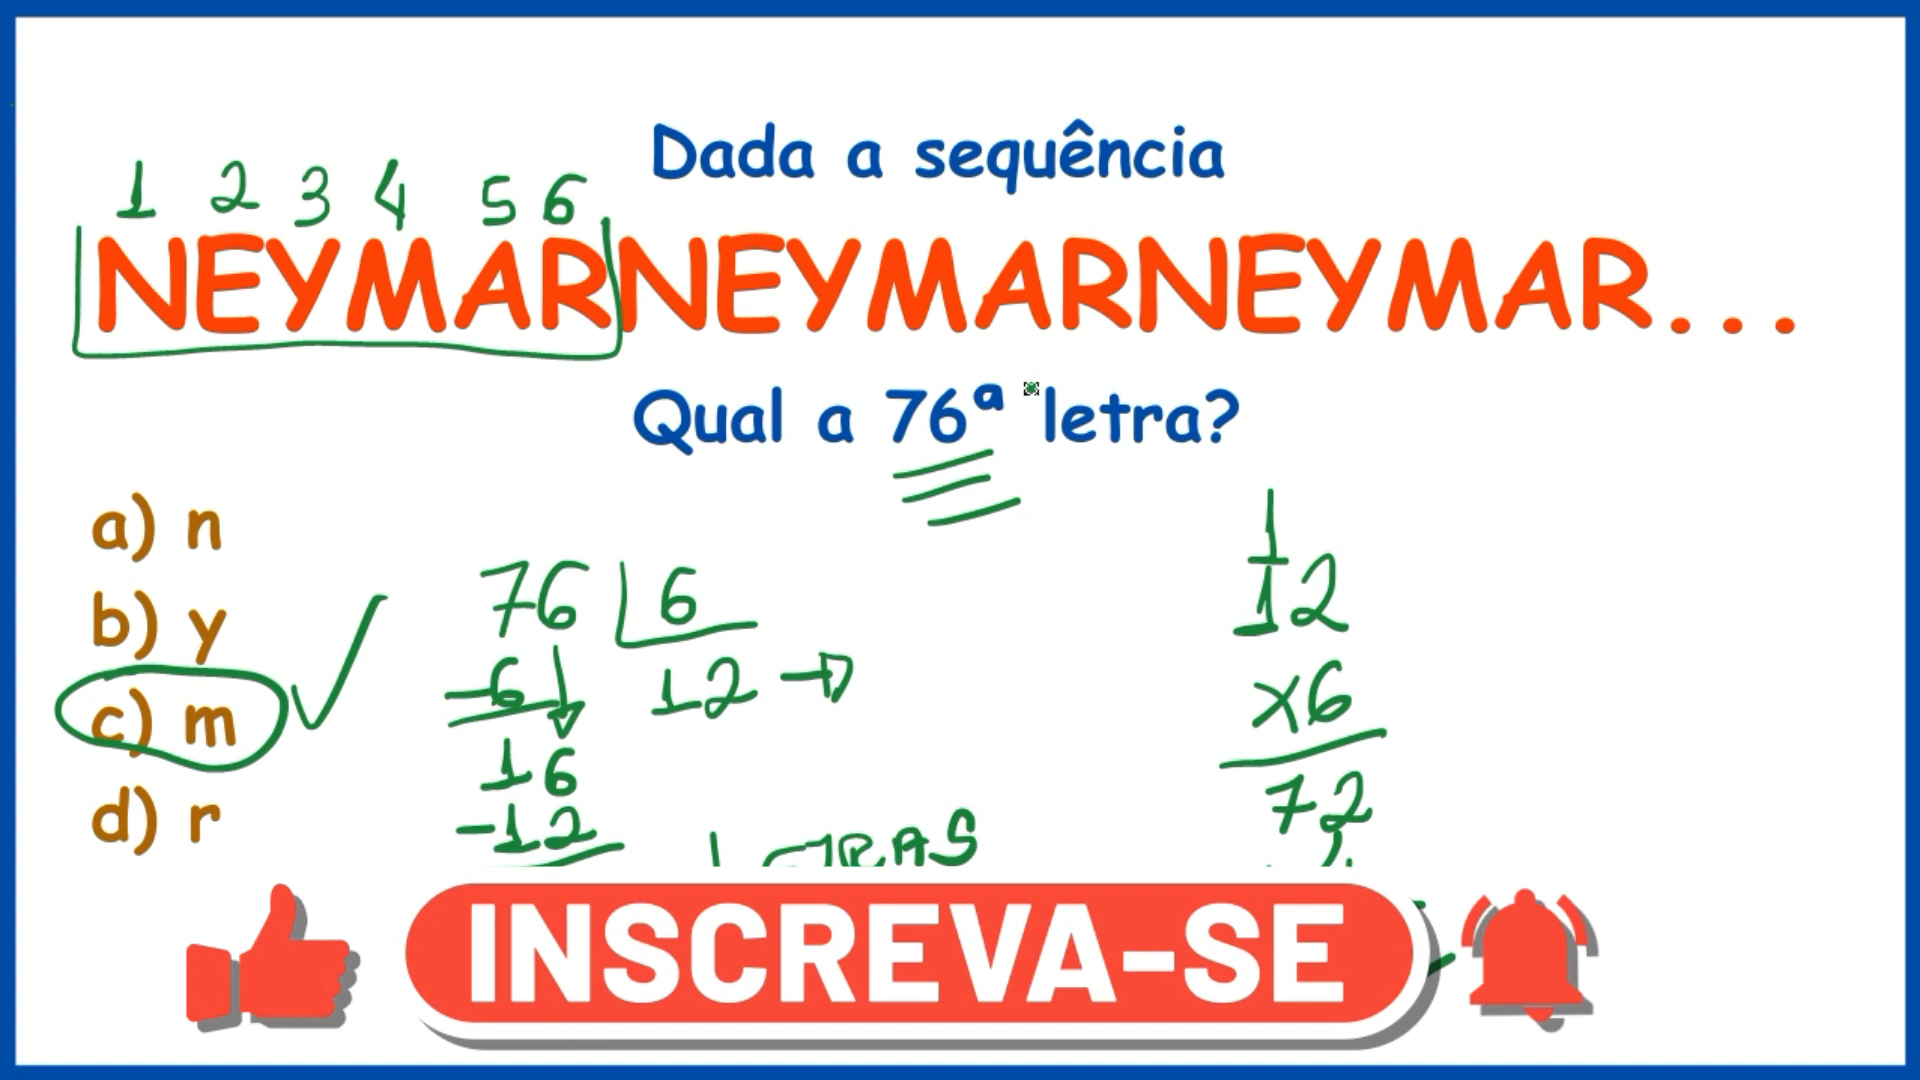 Dada a sequência
1 2 3 4 5 6
NEYMARNEYMARNEYMAR...
Qual a 76ª letra?
a) n
b) y
c) m
d) r
76 6
-6 12
16
-12
1
12
x6
72
INSCREVA-SE